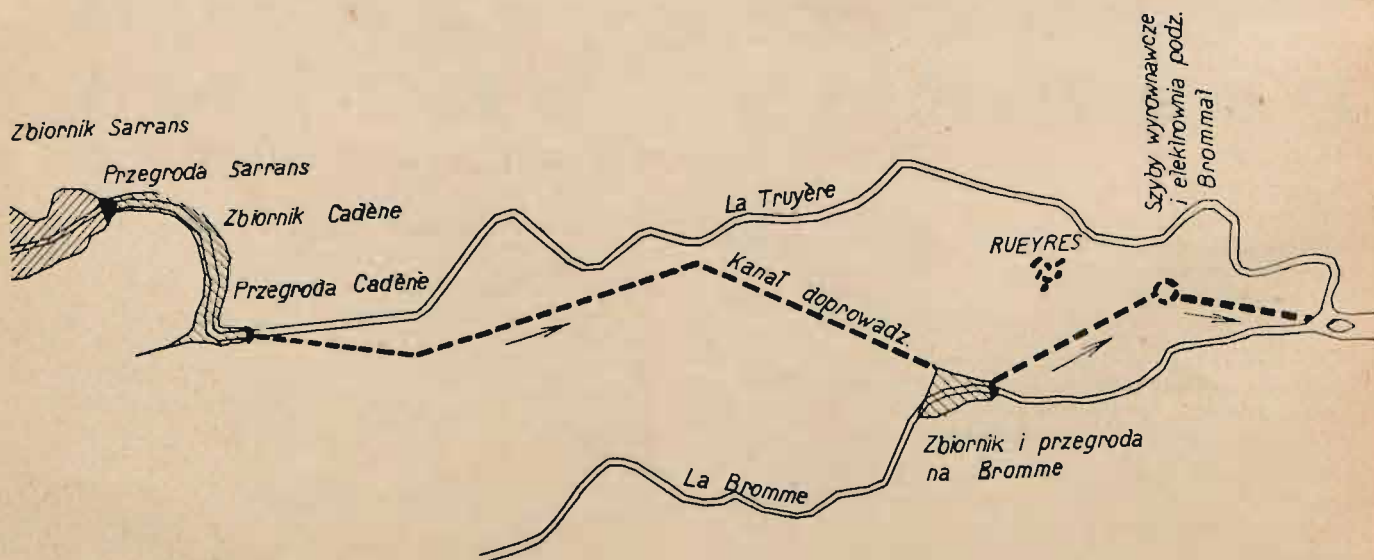 Zbiornik Sarrans
Przegroda Sarrans
Zbiornik Cadène
Przegroda Cadène
La Truyère
Kanał doprowadz.
RUEYRES
Szyby wyrownawcze
i elektrownia podz.
Brommat
Zbiornik i przegroda
na Bromme
La Bromme